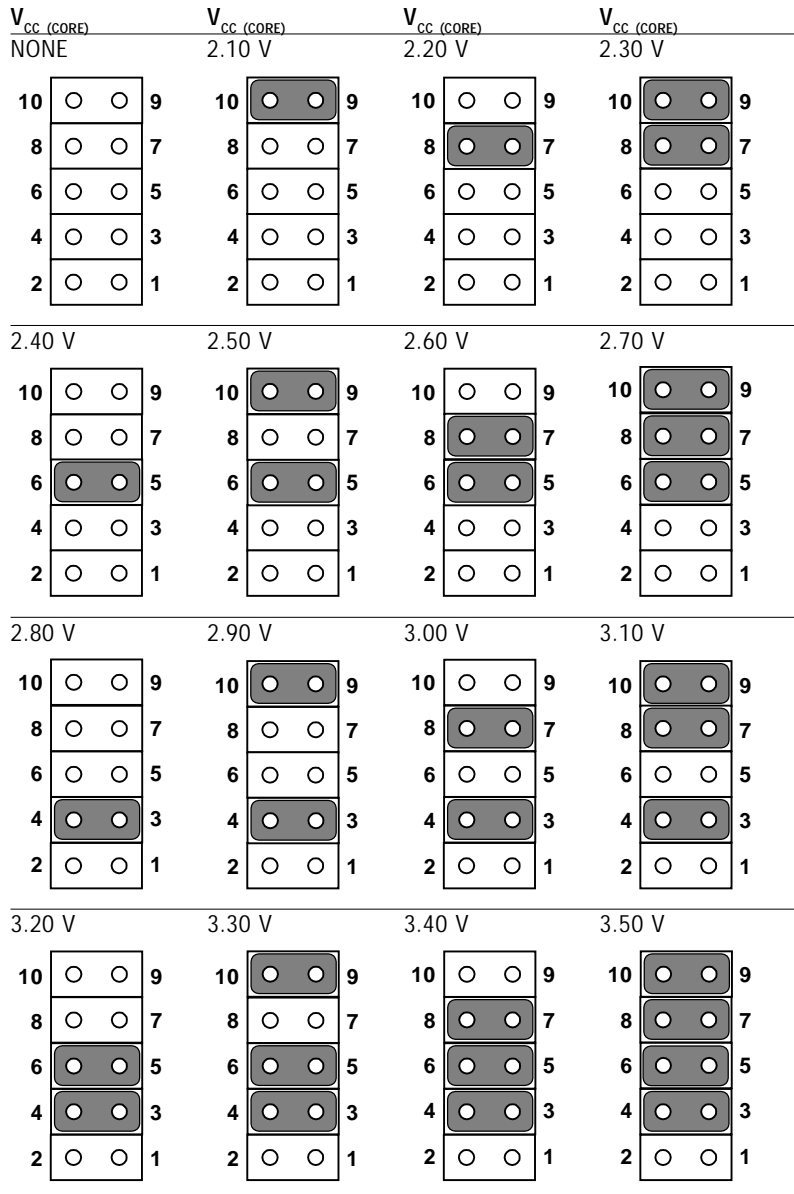 VCC (CORE) VCC (CORE) VCC (CORE) VCC (CORE)
NONE 2.10 V 2.20 V 2.30 V
10 9 10 9 10 9 10 9
8 7 8 7 8 7 8 7
6 5 6 5 6 5 6 5
4 3 4 3 4 3 4 3
2 1 2 1 2 1 2 1
2.40 V 2.50 V 2.60 V 2.70 V
10 9 10 9 10 9 10 9
8 7 8 7 8 7 8 7
6 5 6 5 6 5 6 5
4 3 4 3 4 3 4 3
2 1 2 1 2 1 2 1
2.80 V 2.90 V 3.00 V 3.10 V
10 9 10 9 10 9 10 9
8 7 8 7 8 7 8 7
6 5 6 5 6 5 6 5
4 3 4 3 4 3 4 3
2 1 2 1 2 1 2 1
3.20 V 3.30 V 3.40 V 3.50 V
10 9 10 9 10 9 10 9
8 7 8 7 8 7 8 7
6 5 6 5 6 5 6 5
4 3 4 3 4 3 4 3
2 1 2 1 2 1 2 1